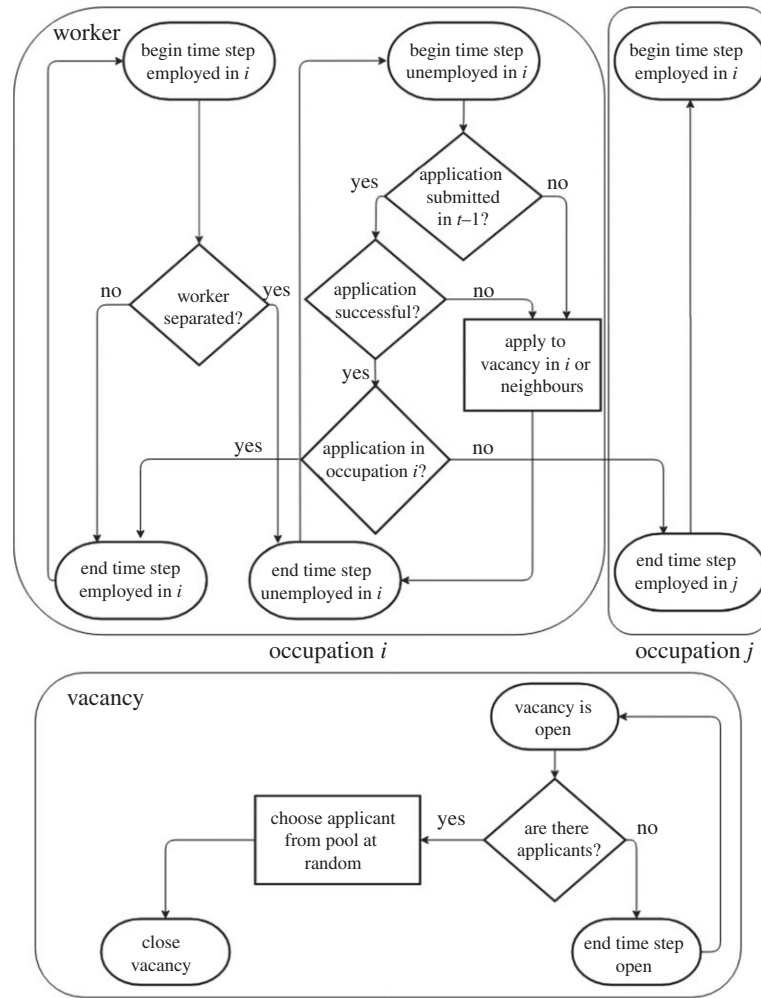 worker
begin time step
employed in i
begin time step
unemployed in i
begin time step
employed in i
yes
application
submitted
in t–1?
no
no
worker
separated?
yes
application
successful?
no
apply to
vacancy in i or
neighbours
yes
yes
application in
occupation i?
no
end time step
employed in i
end time step
unemployed in i
end time step
employed in j
occupation i
occupation j
vacancy
vacancy is
open
choose applicant
from pool at
random
yes
are there
applicants?
no
close
vacancy
end time step
open